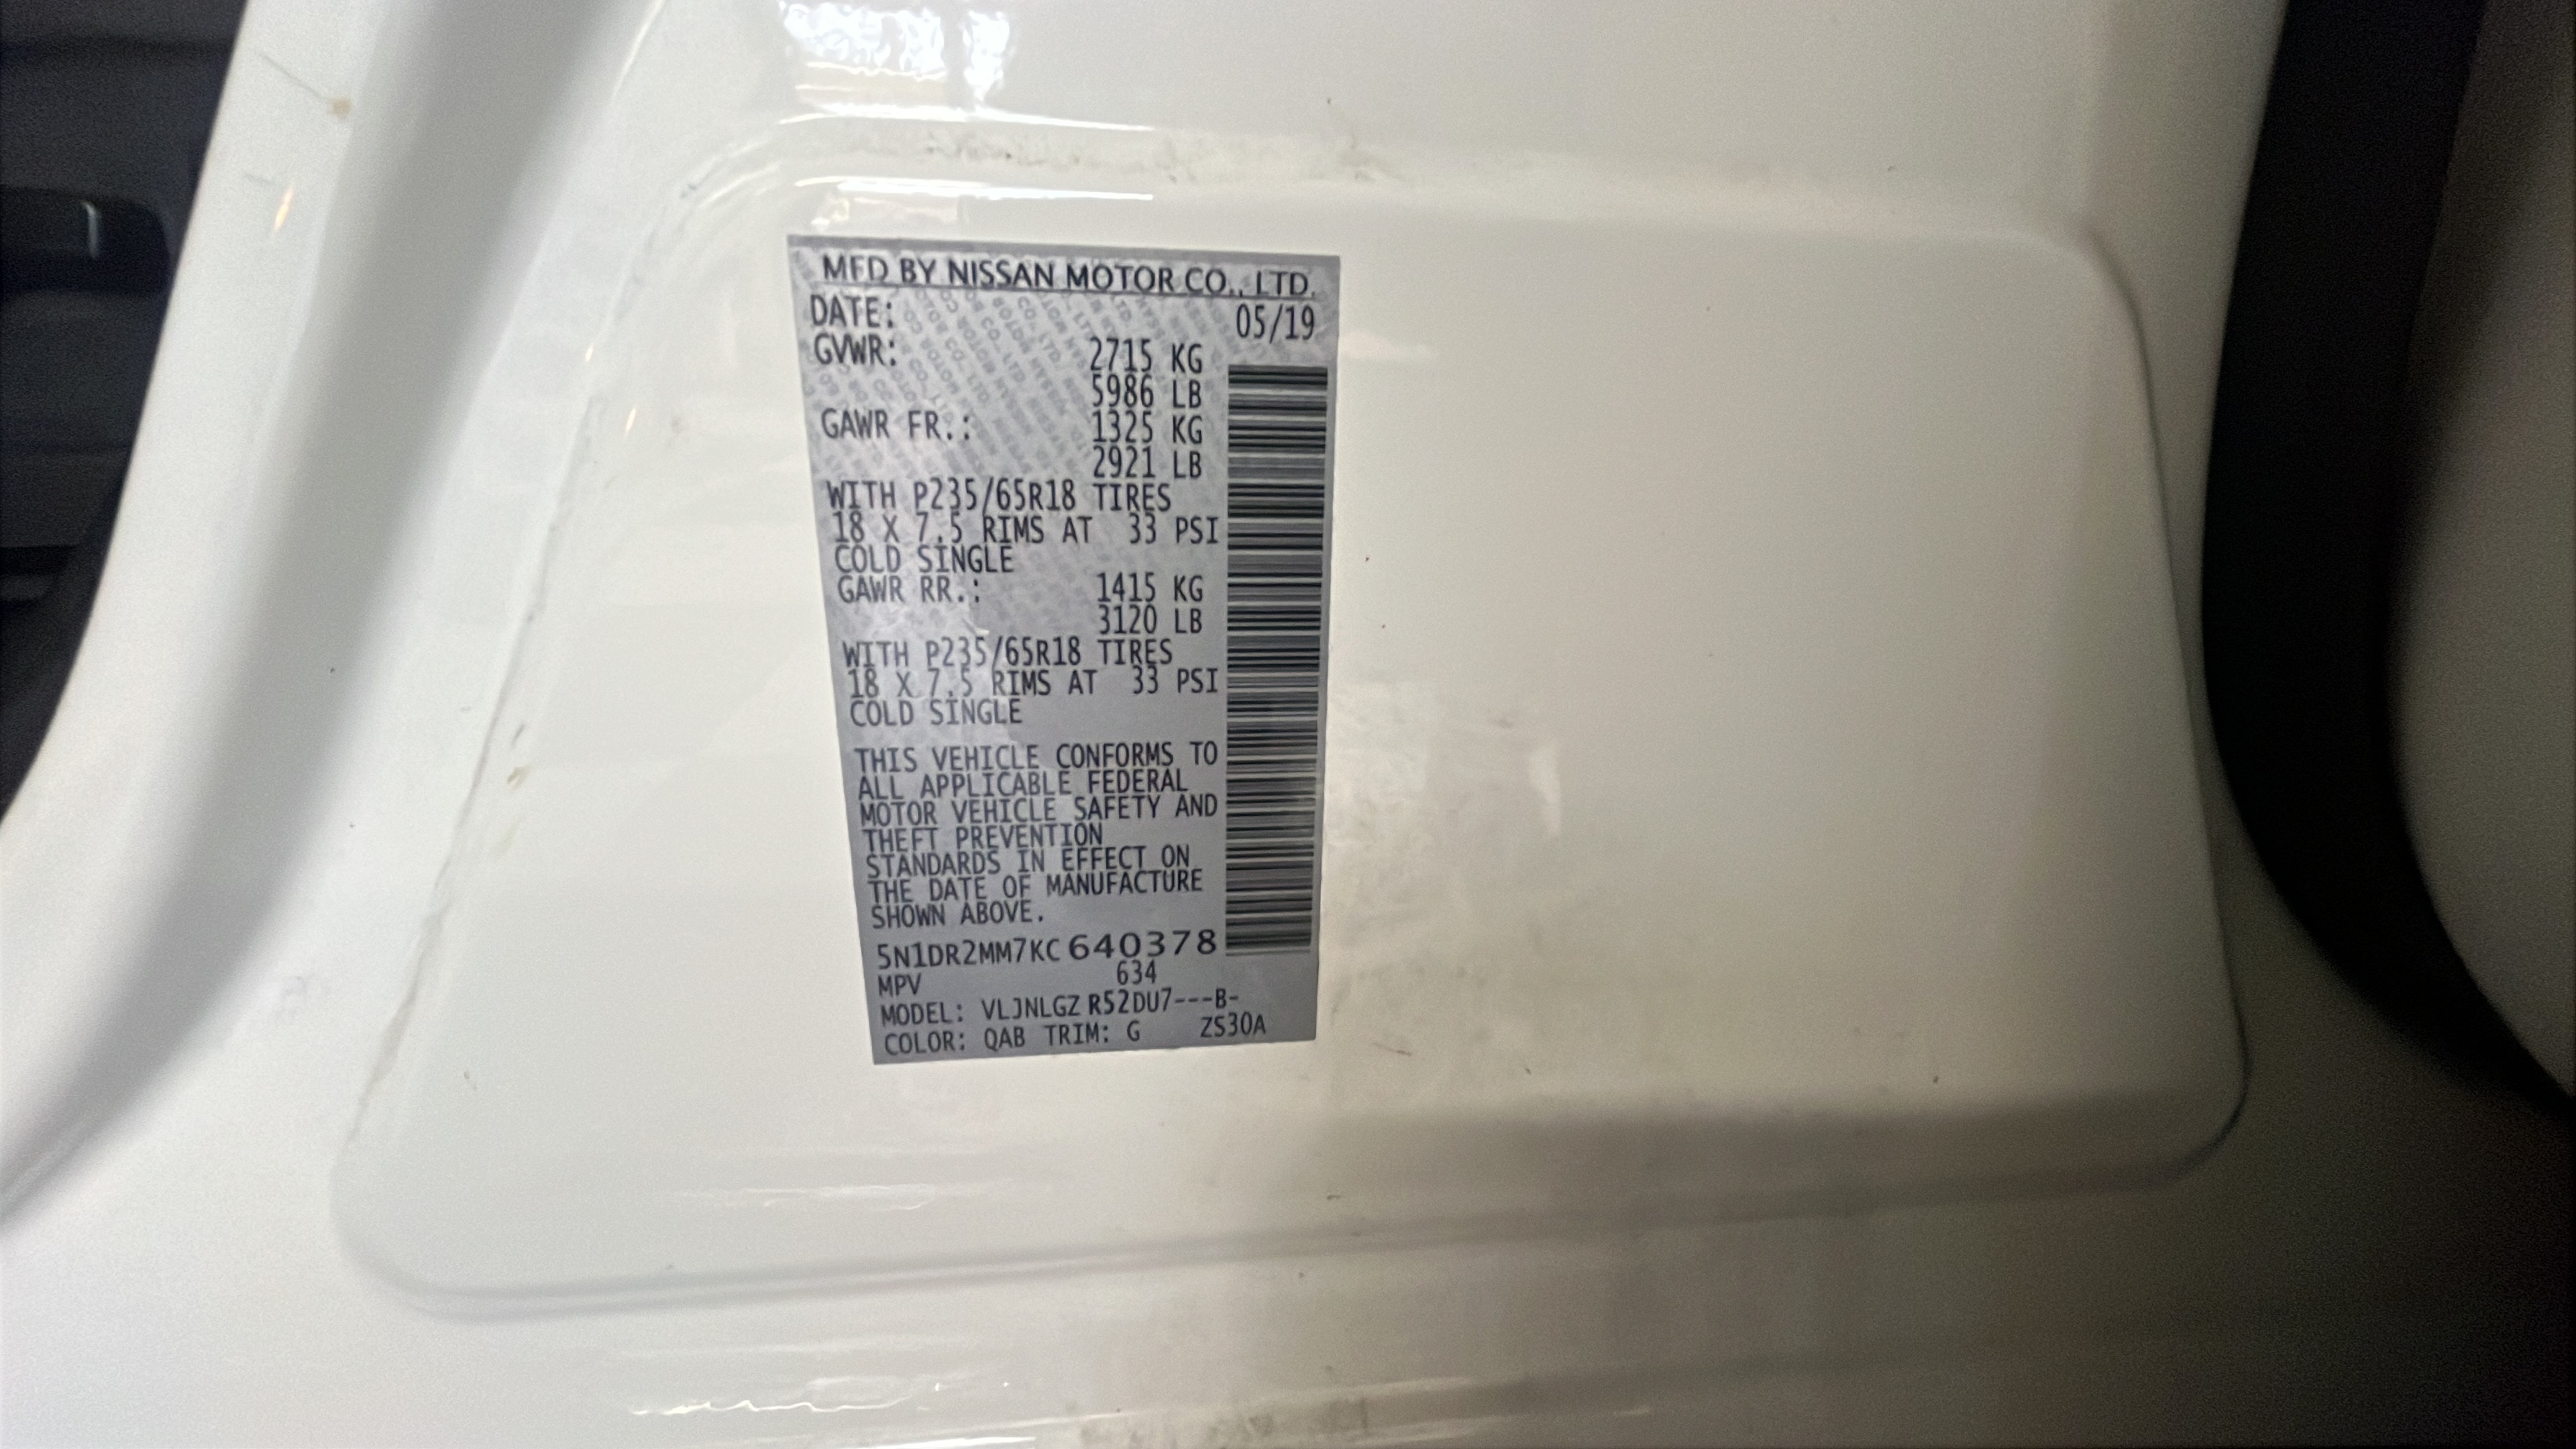 MFD BY NISSAN MOTOR CO., LTD.
DATE: 05/19
GVWR: 2715 KG
5986 LB
GAWR FR.: 1325 KG
2921 LB
WITH P235/65R18 TIRES
18 X 7.5 RIMS AT 33 PSI
COLD SINGLE
GAWR RR.: 1415 KG
3120 LB
WITH P235/65R18 TIRES
18 X 7.5 RIMS AT 33 PSI
COLD SINGLE
THIS VEHICLE CONFORMS TO
ALL APPLICABLE FEDERAL
MOTOR VEHICLE SAFETY AND
THEFT PREVENTION
STANDARDS IN EFFECT ON
THE DATE OF MANUFACTURE
SHOWN ABOVE.
5N1DR2MM7KC640378
MPV 634
MODEL: VLJNLGZ R52DU7---B-
COLOR: QAB TRIM: G ZS30A